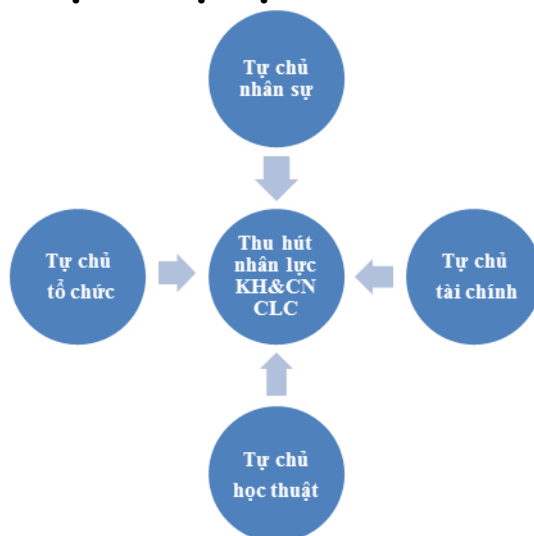 Tự chủ
nhân sự
Tự chủ
tổ chức
Thu hút
nhân lực
KH&CN
CLC
Tự chủ
tài chính
Tự chủ
học thuật